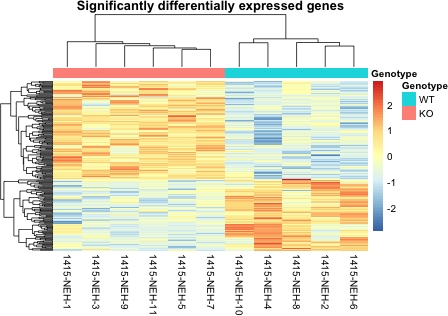 Significantly differentially expressed genes
Genotype
Genotype
WT
KO
2
1
0
-1
-2
1415-NEH-1
1415-NEH-3
1415-NEH-9
1415-NEH-11
1415-NEH-5
1415-NEH-7
1415-NEH-10
1415-NEH-4
1415-NEH-8
1415-NEH-2
1415-NEH-6